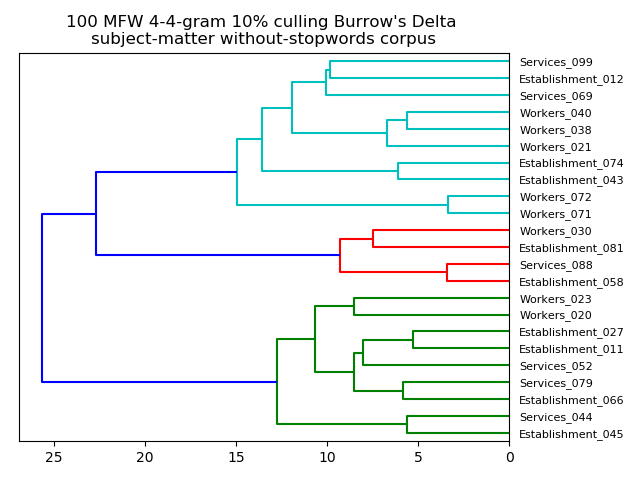 100 MFW 4-4-gram 10% culling Burrow's Delta
subject-matter without-stopwords corpus
Services_099
Establishment_012
Services_069
Workers_040
Workers_038
Workers_021
Establishment_074
Establishment_043
Workers_072
Workers_071
Workers_030
Establishment_081
Services_088
Establishment_058
Workers_023
Workers_020
Establishment_027
Establishment_011
Services_052
Services_079
Establishment_066
Services_044
Establishment_045
25 20 15 10 5 0